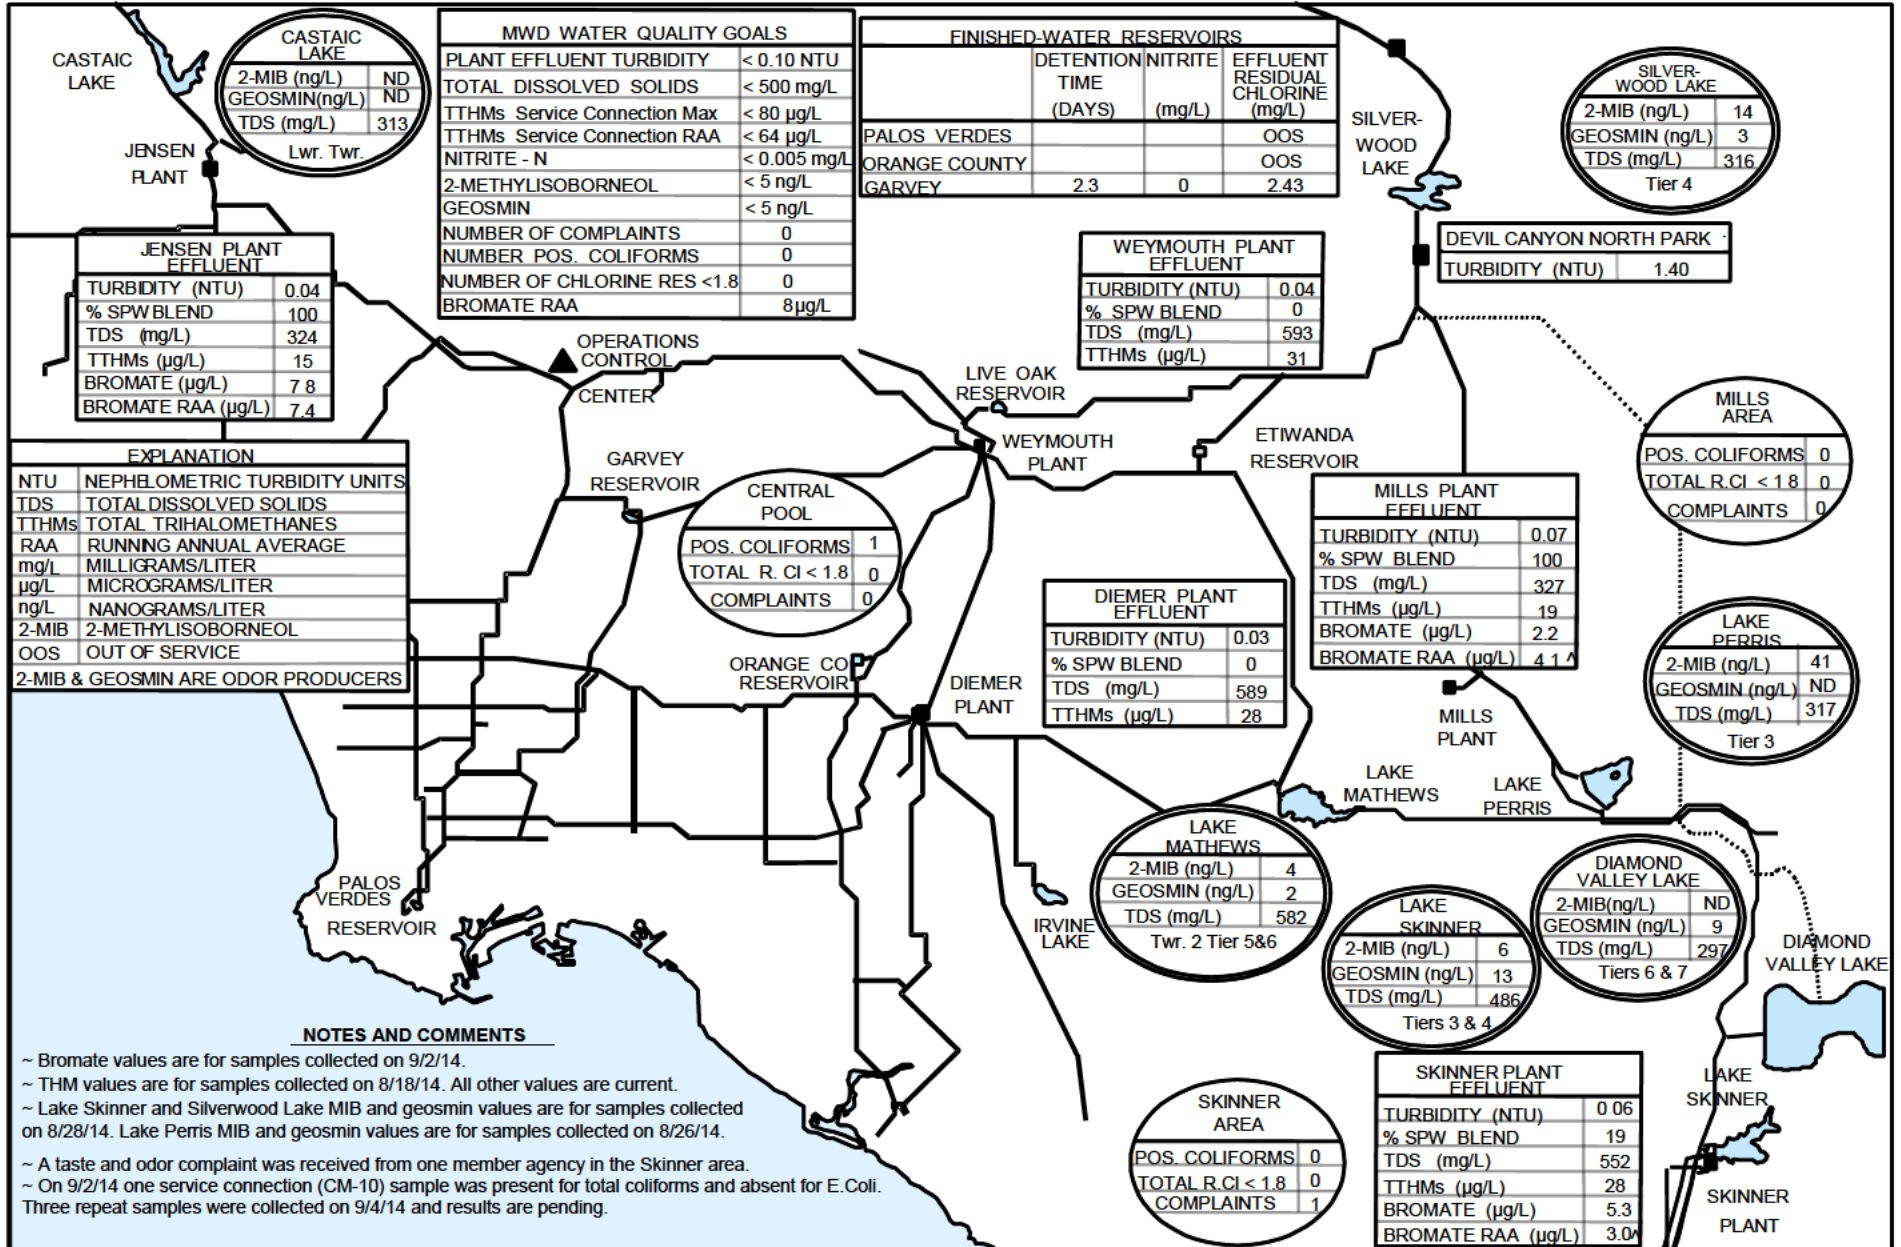 CASTAIC
LAKE
CASTAIC
LAKE
2-MIB (ng/L) ND
GEOSMIN(ng/L) ND
TDS (mg/L) 313
Lwr. Twr.
JENSEN
PLANT
MWD WATER QUALITY GOALS
PLANT EFFLUENT TURBIDITY < 0.10 NTU
TOTAL DISSOLVED SOLIDS < 500 mg/L
TTHMs Service Connection Max < 80 µg/L
TTHMs Service Connection RAA < 64 µg/L
NITRITE - N < 0.005 mg/L
2-METHYLISOBORNEOL < 5 ng/L
GEOSMIN < 5 ng/L
NUMBER OF COMPLAINTS 0
NUMBER POS. COLIFORMS 0
NUMBER OF CHLORINE RES <1.8 0
BROMATE RAA 8µg/L
FINISHED-WATER RESERVOIRS
DETENTION NITRITE EFFLUENT
TIME RESIDUAL
CHLORINE
(DAYS) (mg/L) (mg/L)
PALOS VERDES OOS
ORANGE COUNTY OOS
GARVEY 2.3 0 2.43
SILVER-
WOOD
LAKE
SILVER-
WOOD LAKE
2-MIB (ng/L) 14
GEOSMIN (ng/L) 3
TDS (mg/L) 316
Tier 4
DEVIL CANYON NORTH PARK
TURBIDITY (NTU) 1.40
JENSEN PLANT
EFFLUENT
TURBIDITY (NTU) 0.04
% SPW BLEND 100
TDS (mg/L) 324
TTHMs (µg/L) 15
BROMATE (µg/L) 7 8
BROMATE RAA (µg/L) 7.4
WEYMOUTH PLANT
EFFLUENT
TURBIDITY (NTU) 0.04
% SPW BLEND 0
TDS (mg/L) 593
TTHMs (µg/L) 31
OPERATIONS
CONTROL
CENTER
LIVE OAK
RESERVOIR
WEYMOUTH
PLANT
ETIWANDA
RESERVOIR
GARVEY
RESERVOIR
MILLS
AREA
POS. COLIFORMS 0
TOTAL R.CI < 1 8 0
COMPLAINTS 0
EXPLANATION
NTU NEPHELOMETRIC TURBIDITY UNITS
TDS TOTAL DISSOLVED SOLIDS
TTHMs TOTAL TRIHALOMETHANES
RAA RUNNING ANNUAL AVERAGE
mg/L MILLIGRAMS/LITER
µg/L MICROGRAMS/LITER
ng/L NANOGRAMS/LITER
2-MIB 2-METHYLISOBORNEOL
OOS OUT OF SERVICE
2-MIB & GEOSMIN ARE ODOR PRODUCERS
CENTRAL
POOL
POS. COLIFORMS 1
TOTAL R. CI < 1.8 0
COMPLAINTS 0
MILLS PLANT
EFFLUENT
TURBIDITY (NTU) 0.07
% SPW BLEND 100
TDS (mg/L) 327
TTHMs (µg/L) 19
BROMATE (µg/L) 2.2
BROMATE RAA (µg/L) 4 1 ^
DIEMER PLANT
EFFLUENT
TURBIDITY (NTU) 0.03
% SPW BLEND 0
TDS (mg/L) 589
TTHMs (µg/L) 28
LAKE
PERRIS
2-MIB (ng/L) 41
GEOSMIN (ng/L) ND
TDS (mg/L) 317
Tier 3
ORANGE CO
RESERVOIR
DIEMER
PLANT
MILLS
PLANT
LAKE
MATHEWS
LAKE
PERRIS
LAKE
MATHEWS
2-MIB (ng/L) 4
GEOSMIN (ng/L) 2
TDS (mg/L) 582
Twr. 2 Tier 5&6
DIAMOND
VALLEY LAKE
2-MIB(ng/L) ND
GEOSMIN (ng/L) 9
TDS (mg/L) 297
Tiers 6 & 7
LAKE
SKINNER
2-MIB (ng/L) 6
GEOSMIN (ng/L) 13
TDS (mg/L) 486
Tiers 3 & 4
PALOS
VERDES
RESERVOIR
IRVINE
LAKE
DIAMOND
VALLEY LAKE
NOTES AND COMMENTS
~ Bromate values are for samples collected on 9/2/14.
~ THM values are for samples collected on 8/18/14. All other values are current.
~ Lake Skinner and Silverwood Lake MIB and geosmin values are for samples collected
on 8/28/14. Lake Perris MIB and geosmin values are for samples collected on 8/26/14.
~ A taste and odor complaint was received from one member agency in the Skinner area.
~ On 9/2/14 one service connection (CM-10) sample was present for total coliforms and absent for E.Coli.
Three repeat samples were collected on 9/4/14 and results are pending.
SKINNER
AREA
POS. COLIFORMS 0
TOTAL R.CI < 1.8 0
COMPLAINTS 1
SKINNER PLANT
EFFLUENT
TURBIDITY (NTU) 0 06
% SPW BLEND 19
TDS (mg/L) 552
TTHMs (µg/L) 28
BROMATE (µg/L) 5.3
BROMATE RAA (µg/L) 3.0^
LAKE
SKINNER
SKINNER
PLANT